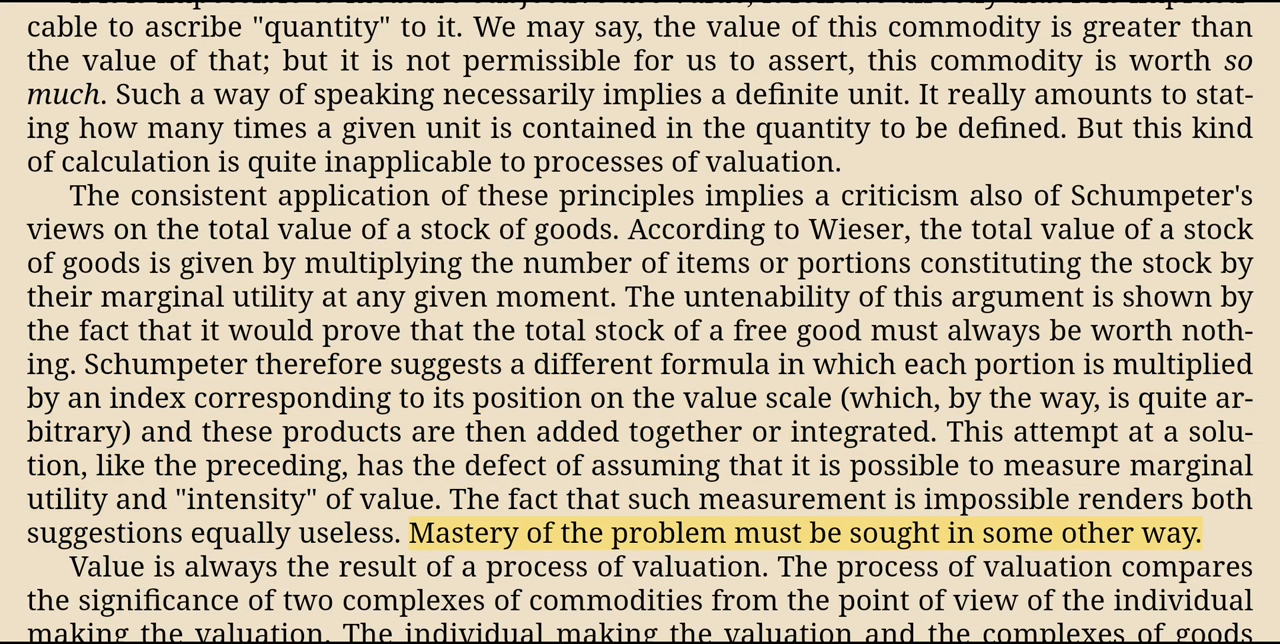 cable to ascribe "quantity" to it. We may say, the value of this commodity is greater than
the value of that; but it is not permissible for us to assert, this commodity is worth so
much. Such a way of speaking necessarily implies a definite unit. It really amounts to stat-
ing how many times a given unit is contained in the quantity to be defined. But this kind
of calculation is quite inapplicable to processes of valuation.
The consistent application of these principles implies a criticism also of Schumpeter's
views on the total value of a stock of goods. According to Wieser, the total value of a stock
of goods is given by multiplying the number of items or portions constituting the stock by
their marginal utility at any given moment. The untenability of this argument is shown by
the fact that it would prove that the total stock of a free good must always be worth noth-
ing. Schumpeter therefore suggests a different formula in which each portion is multiplied
by an index corresponding to its position on the value scale (which, by the way, is quite ar-
bitrary) and these products are then added together or integrated. This attempt at a solu-
tion, like the preceding, has the defect of assuming that it is possible to measure marginal
utility and "intensity" of value. The fact that such measurement is impossible renders both
suggestions equally useless. Mastery of the problem must be sought in some other way.
Value is always the result of a process of valuation. The process of valuation compares
the significance of two complexes of commodities from the point of view of the individual
making the valuation. The individual making the valuation and the complexes of goods